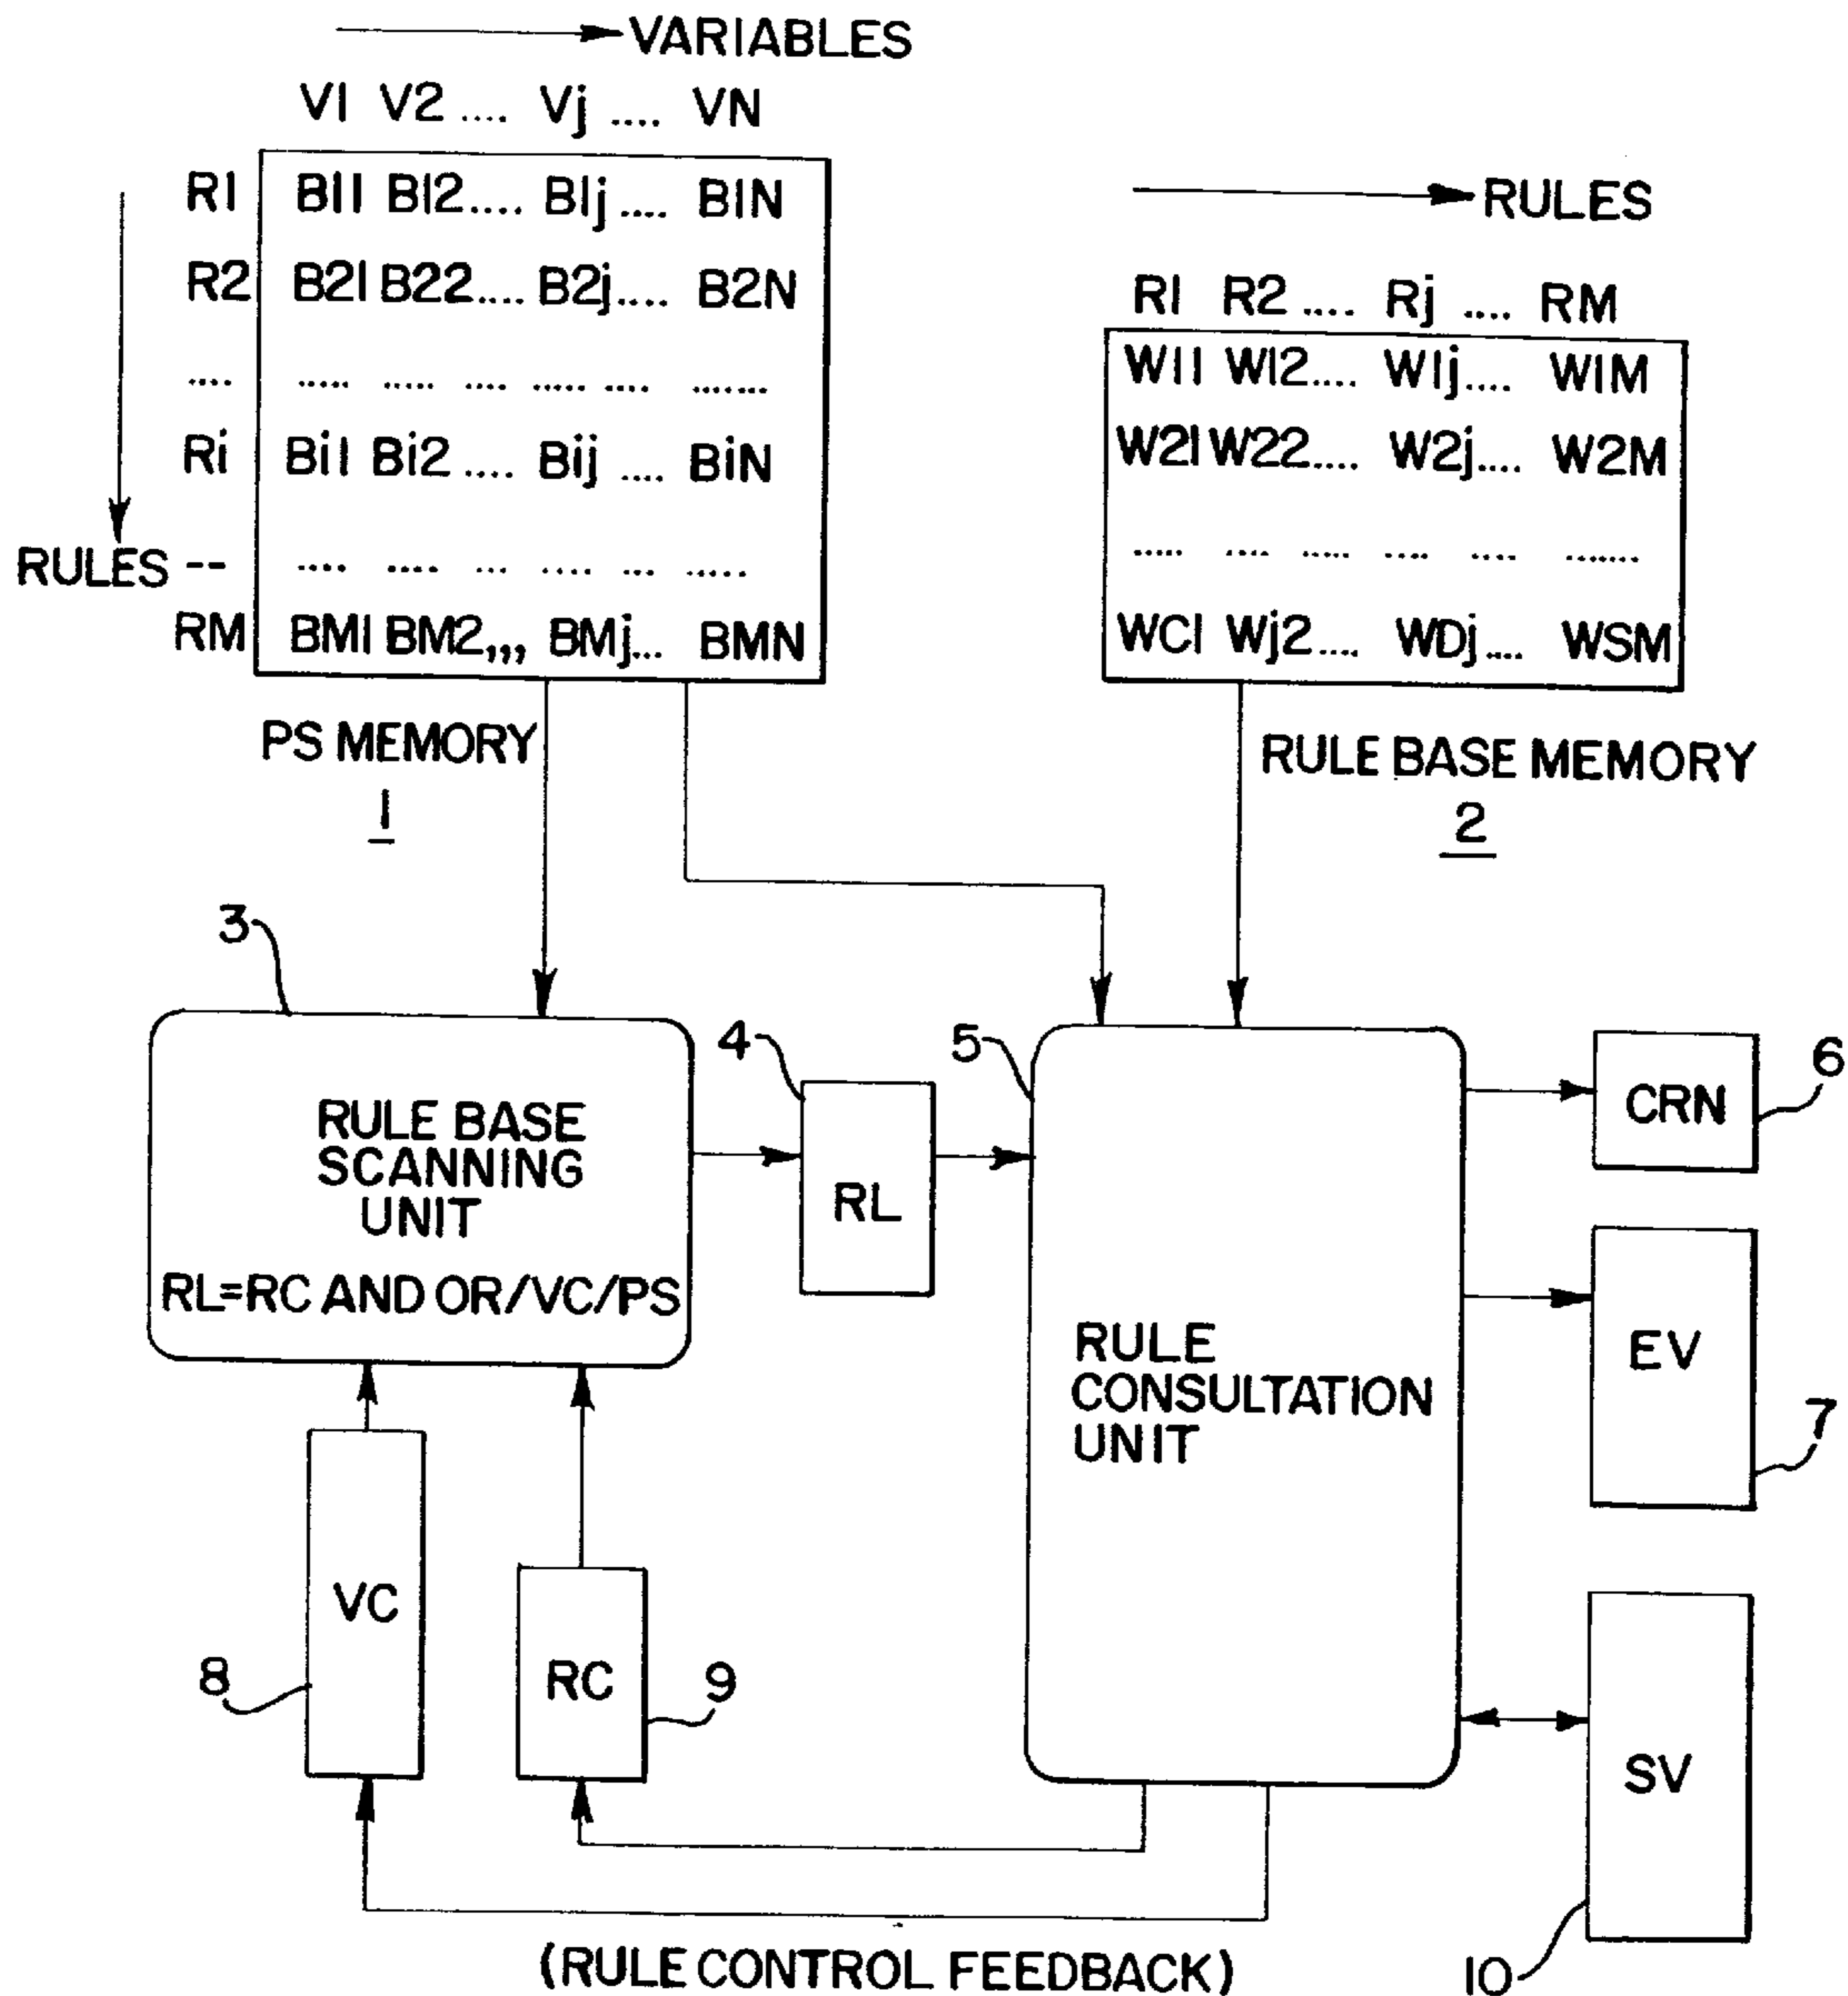 VARIABLES
V1 V2 .... Vj .... VN
R1 B11 B12 .... B1j .... B1N
R2 B21 B22 .... B2j .... B2N
.... ..... ..... .... ..... .... .......
Ri Bi1 Bi2 .... Bij .... BiN
RULES -- .... .... ... .... ... .....
RM BM1 BM2,,, BMj... BMN
PS MEMORY
1
RULES
R1 R2 .... Rj .... RM
W11 W12 .... W1j .... W1M
W21 W22 .... W2j .... W2M
..... .... ..... .... .... .......
WC1 Wj2 .... WDj .... WSM
RULE BASE MEMORY
2
3
RULE BASE
SCANNING
UNIT
RL=RC AND OR/VC/PS
4
RL
5
RULE
CONSULTATION
UNIT
CRN
6
EV
7
VC
8
RC
9
SV
10
(RULE CONTROL FEEDBACK)